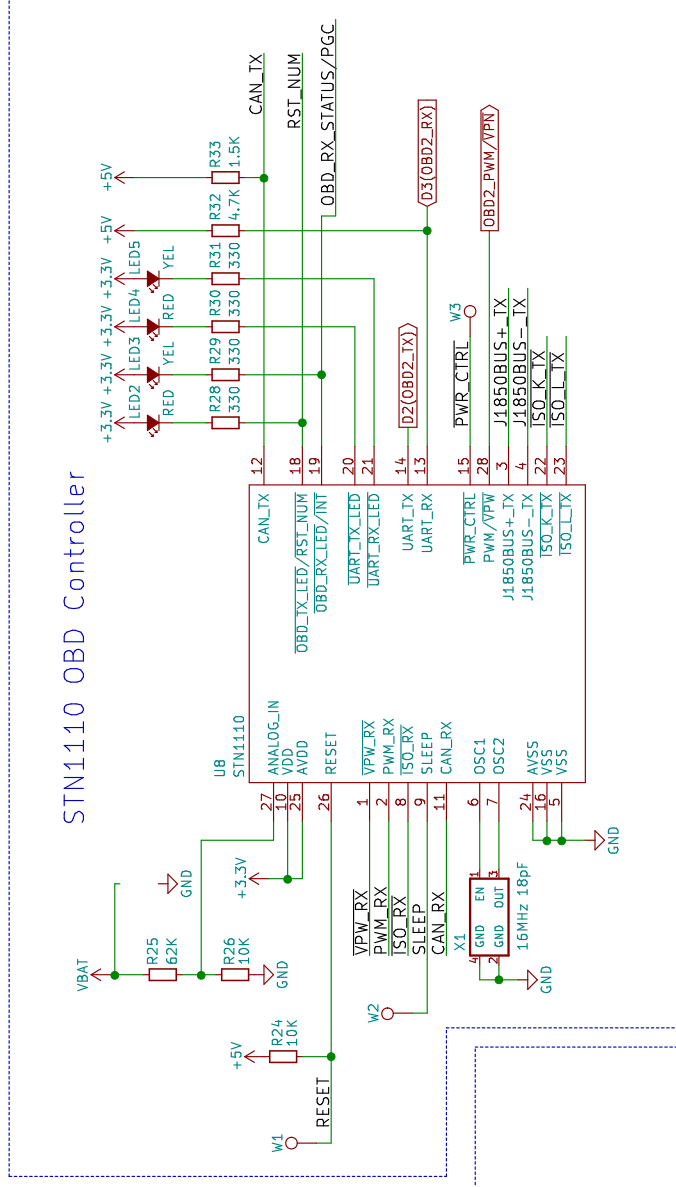 STN1110 OBD Controller
CAN_TX
RST_NUM
OBD_RX_STATUS/PGC
+5V
R33
1.5K
+5V
R32
4.7K
+3.3V
LED5
YEL
R31
330
+3.3V
LED4
RED
R30
330
+3.3V
LED3
YEL
R29
330
+3.3V
LED2
RED
R28
330
D3(OBD2_RX)
D2(OBD2_TX)
OBD2_PWM/VPN
W3
PWR_CTRL
J1850BUS+_TX
J1850BUS-_TX
ISO_K_TX
ISO_L_TX
12
18
19
20
21
14
13
15
28
3
4
22
23
CAN_TX
OBD_TX_LED/RST_NUM
OBD_RX_LED/INT
UART_TX_LED
UART_RX_LED
UART_TX
UART_RX
PWR_CTRL
PWM/VPW
J1850BUS+_TX
J1850BUS-_TX
ISO_K_TX
ISO_L_TX
U8
STN1110
ANALOG_IN
VDD
AVDD
RESET
VPW_RX
PWM_RX
ISO_RX
SLEEP
CAN_RX
OSC1
OSC2
AVSS
VSS
VSS
27
10
25
26
1
2
8
9
11
6
7
24
16
5
GND
+3.3V
GND
VBAT
R25
62K
R26
10K
GND
VPW_RX
PWM_RX
ISO_RX
SLEEP
CAN_RX
W2
X1
1
3
EN
OUT
GND
GND
4
2
16MHz 18pF
GND
+5V
R24
10K
RESET
W1